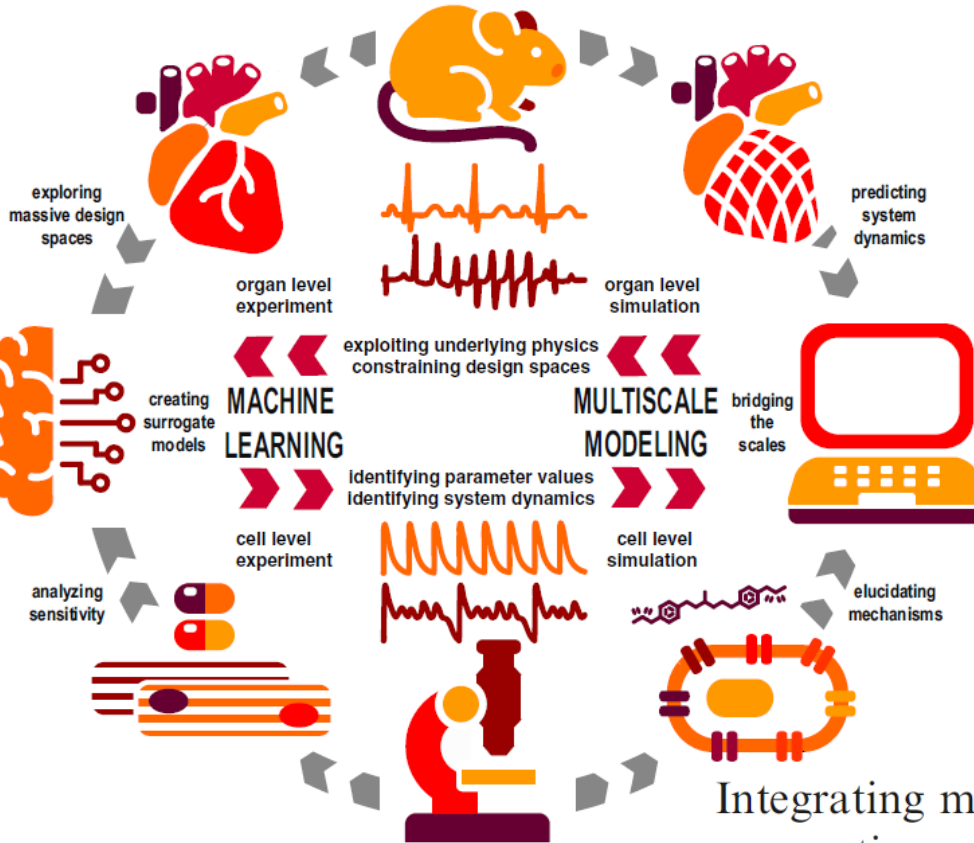 exploring
massive design
spaces
predicting
system
dynamics
organ level
experiment
organ level
simulation
exploiting underlying physics
constraining design spaces
creating
surrogate
models
MACHINE
LEARNING
MULTISCALE
MODELING
bridging
the
scales
identifying parameter values
identifying system dynamics
cell level
experiment
cell level
simulation
analyzing
sensitivity
elucidating
mechanisms
Integrating m